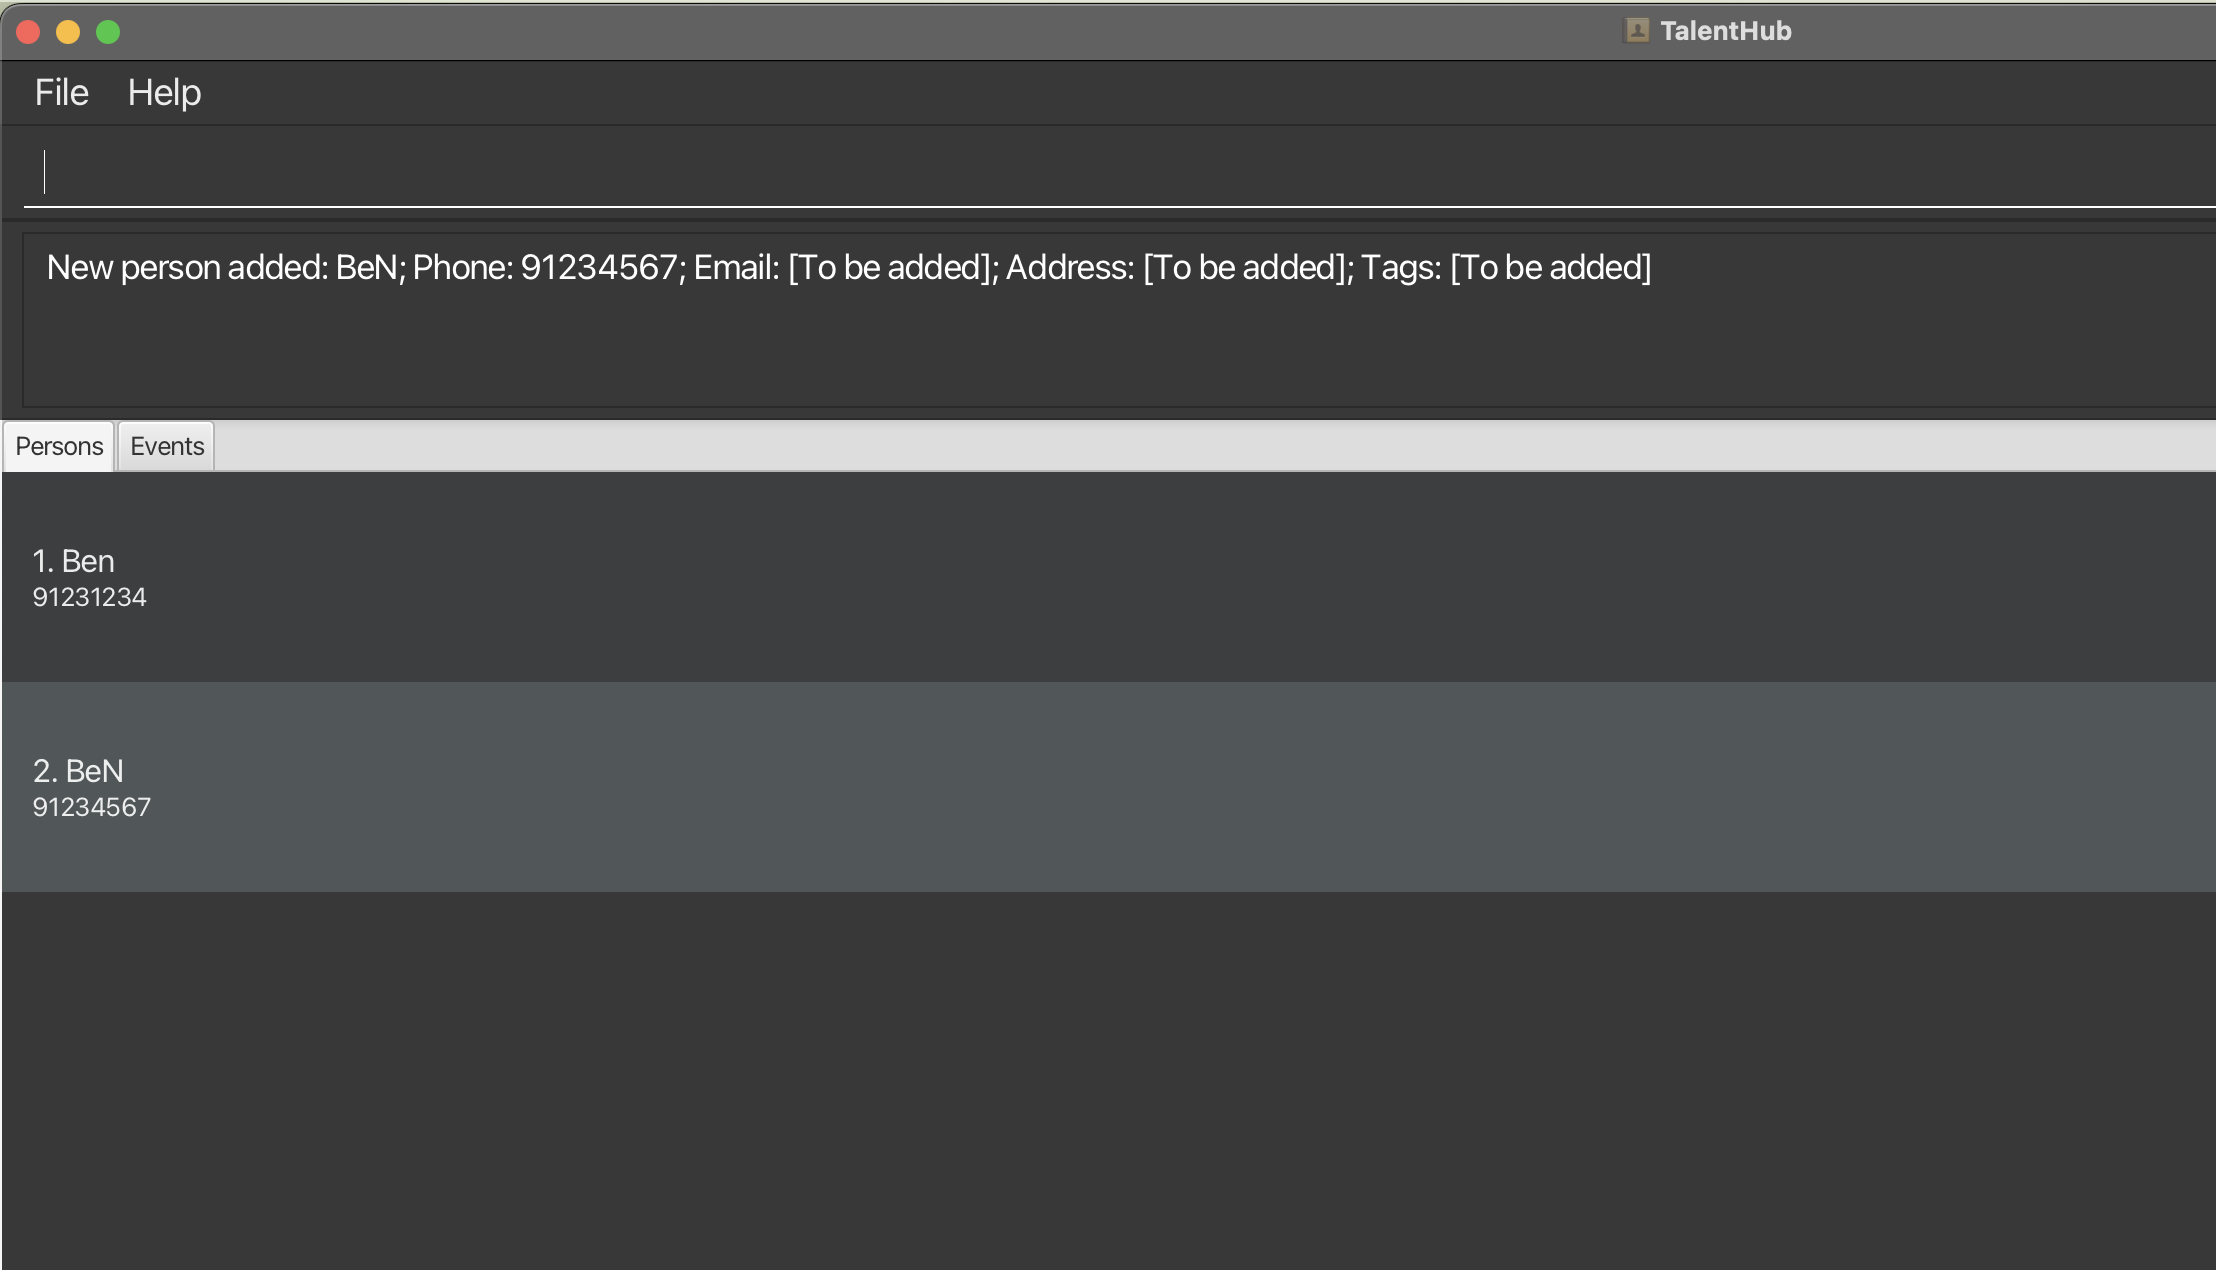 TalentHub
File Help
New person added: BeN; Phone: 91234567; Email: [To be added]; Address: [To be added]; Tags: [To be added]
Persons Events
1. Ben
91231234
2. BeN
91234567